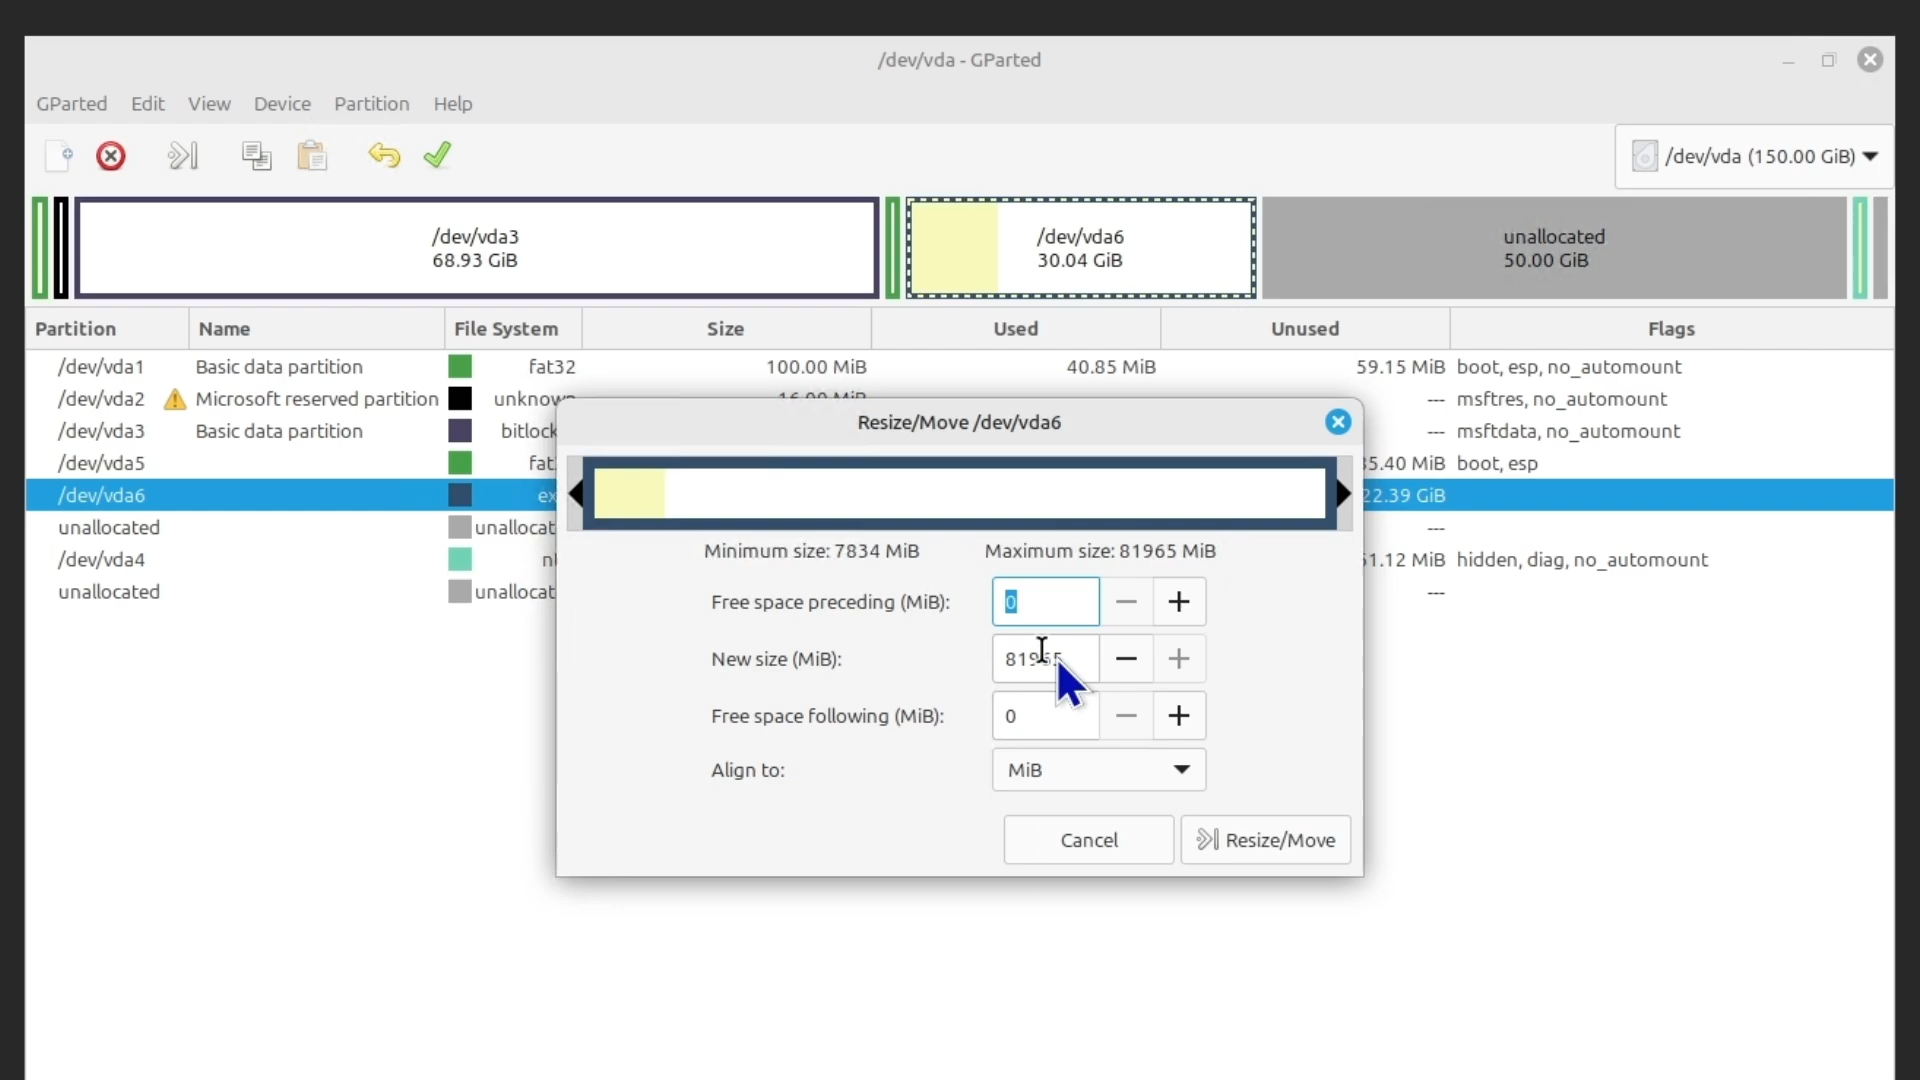 /dev/vda - GParted
GParted Edit View Device Partition Help
/dev/vda (150.00 GiB)
/dev/vda3
68.93 GiB
/dev/vda6
30.04 GiB
unallocated
50.00 GiB
Partition Name File System Size Used Unused Flags
/dev/vda1 Basic data partition fat32 100.00 MiB 40.85 MiB 59.15 MiB boot, esp, no_automount
/dev/vda2 Microsoft reserved partition --- msftres, no_automount
/dev/vda3 Basic data partition --- msftdata, no_automount
/dev/vda5 boot, esp
/dev/vda6 22.39 GiB
unallocated ---
/dev/vda4 hidden, diag, no_automount
unallocated ---
Resize/Move /dev/vda6
Minimum size: 7834 MiB Maximum size: 81965 MiB
Free space preceding (MiB): 0
New size (MiB): 81965
Free space following (MiB): 0
Align to: MiB
Cancel Resize/Move